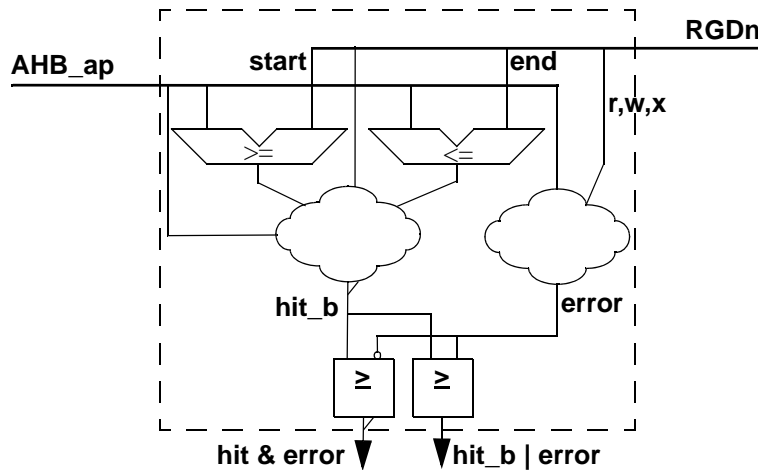 RGDn
AHB_ap
start
end
r,w,x
>=
<=
hit_b
error
≥
≥
hit & error
hit_b | error